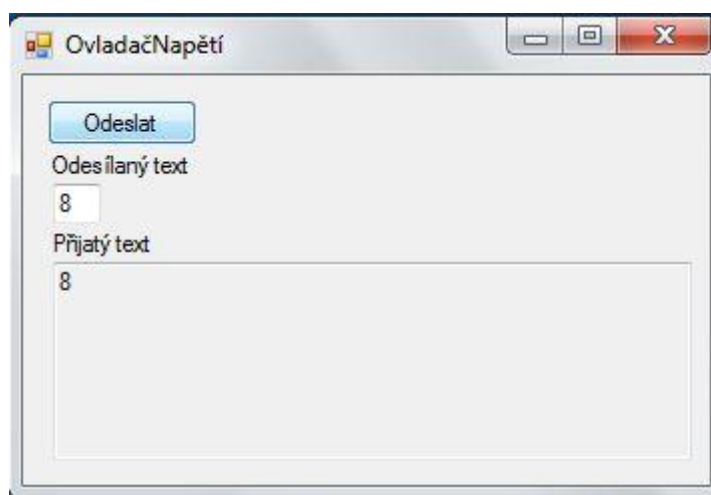 OvladačNapětí
Odeslat
Odesílaný text
8
Přijatý text
8